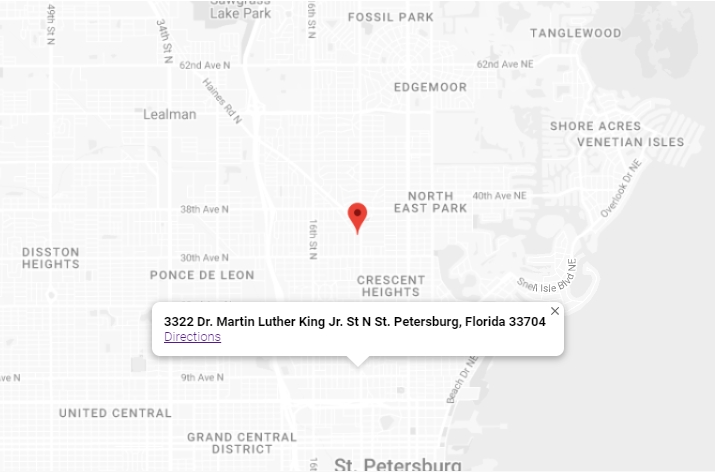 Sawgrass
Lake Park
49th St N
34th St N
16th St N
FOSSIL PARK
TANGLEWOOD
62nd Ave N
62nd Ave NE
Haines Rd N
EDGEMOOR
Lealman
SHORE ACRES
VENETIAN ISLES
Overlook Dr NE
NORTH
EAST PARK
40th Ave NE
38th Ave N
16th St N
DISSTON
HEIGHTS
30th Ave N
PONCE DE LEON
CRESCENT
HEIGHTS
Snell Isle Blvd NE
3322 Dr. Martin Luther King Jr. St N St. Petersburg, Florida 33704
Directions
Beach Dr NE
ve N
9th Ave N
UNITED CENTRAL
GRAND CENTRAL
DISTRICT
16
St. Petersburg